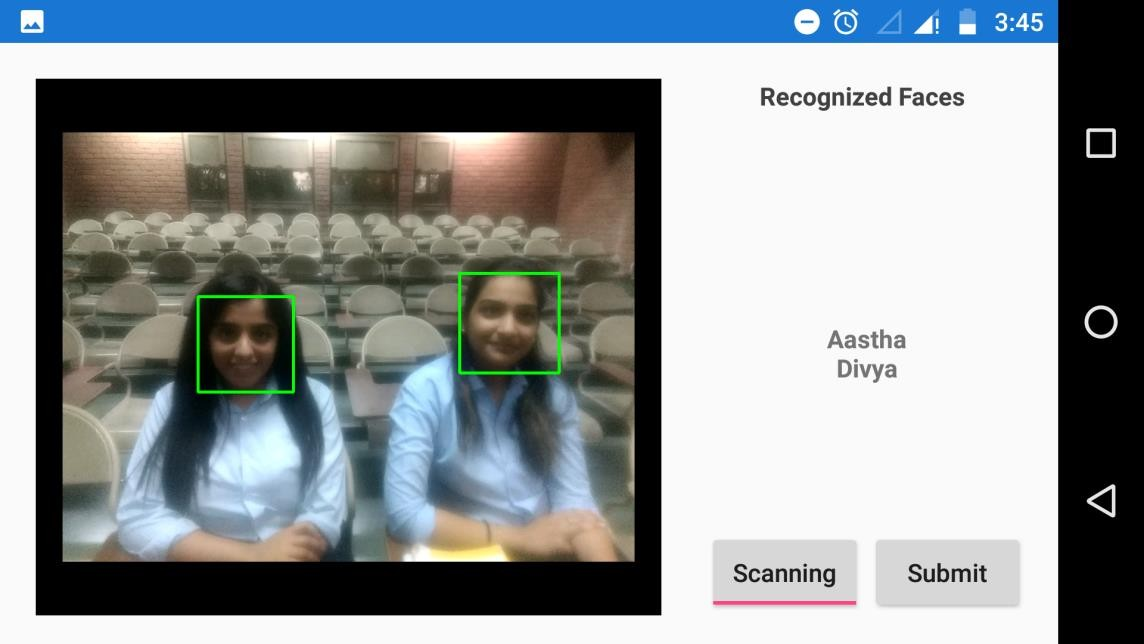 3:45
Recognized Faces
Aastha
Divya
Scanning
Submit